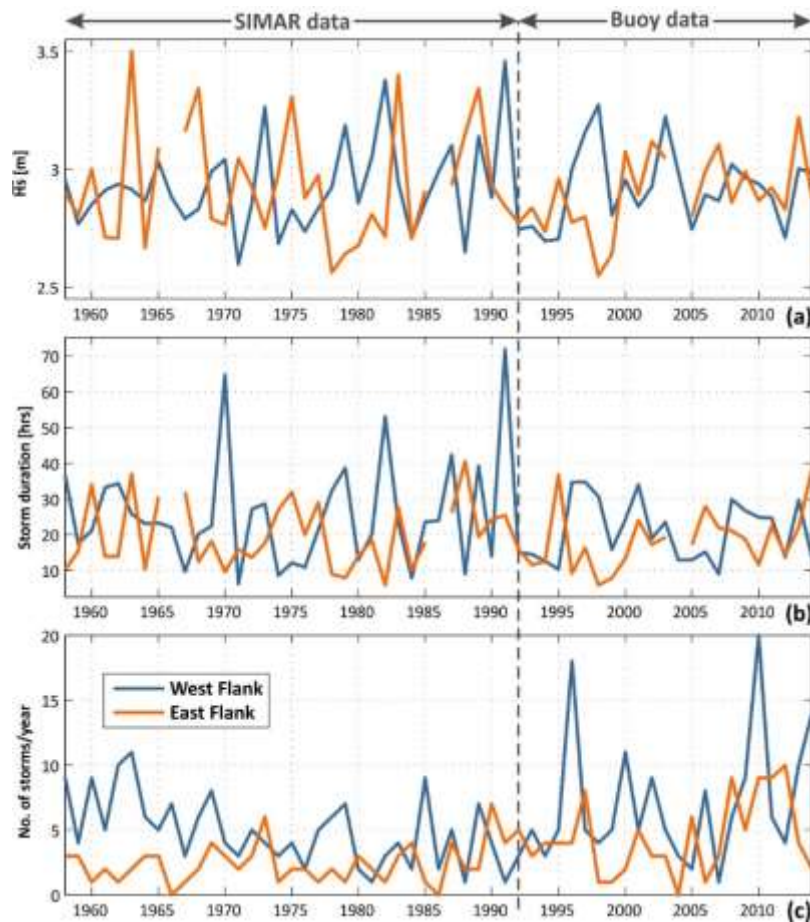 SIMAR data Buoy data
3.5
3
2.5
H̅s̅ [m]
1960 1965 1970 1975 1980 1985 1990 1995 2000 2005 2010 (a)
70
60
50
40
30
20
10
Storm duration [hrs]
1960 1965 1970 1975 1980 1985 1990 1995 2000 2005 2010 (b)
20
15
10
5
0
No. of storms/year
West Flank
East Flank
1960 1965 1970 1975 1980 1985 1990 1995 2000 2005 2010 (c)